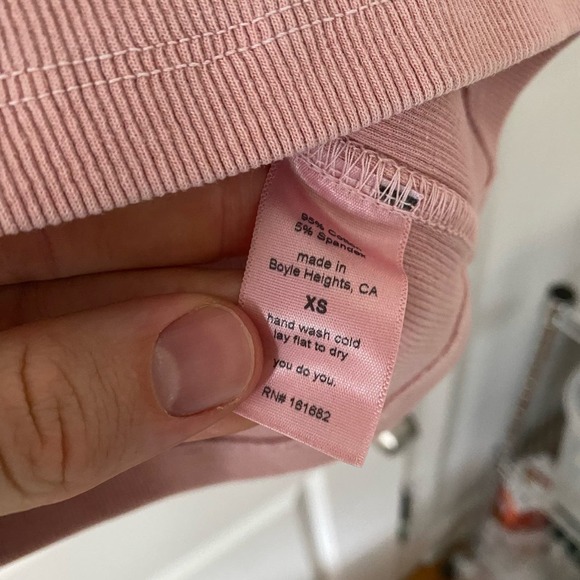 95% Cotton
5% Spandex
made in
Boyle Heights, CA
XS
hand wash cold
lay flat to dry
you do you.
RN# 161682